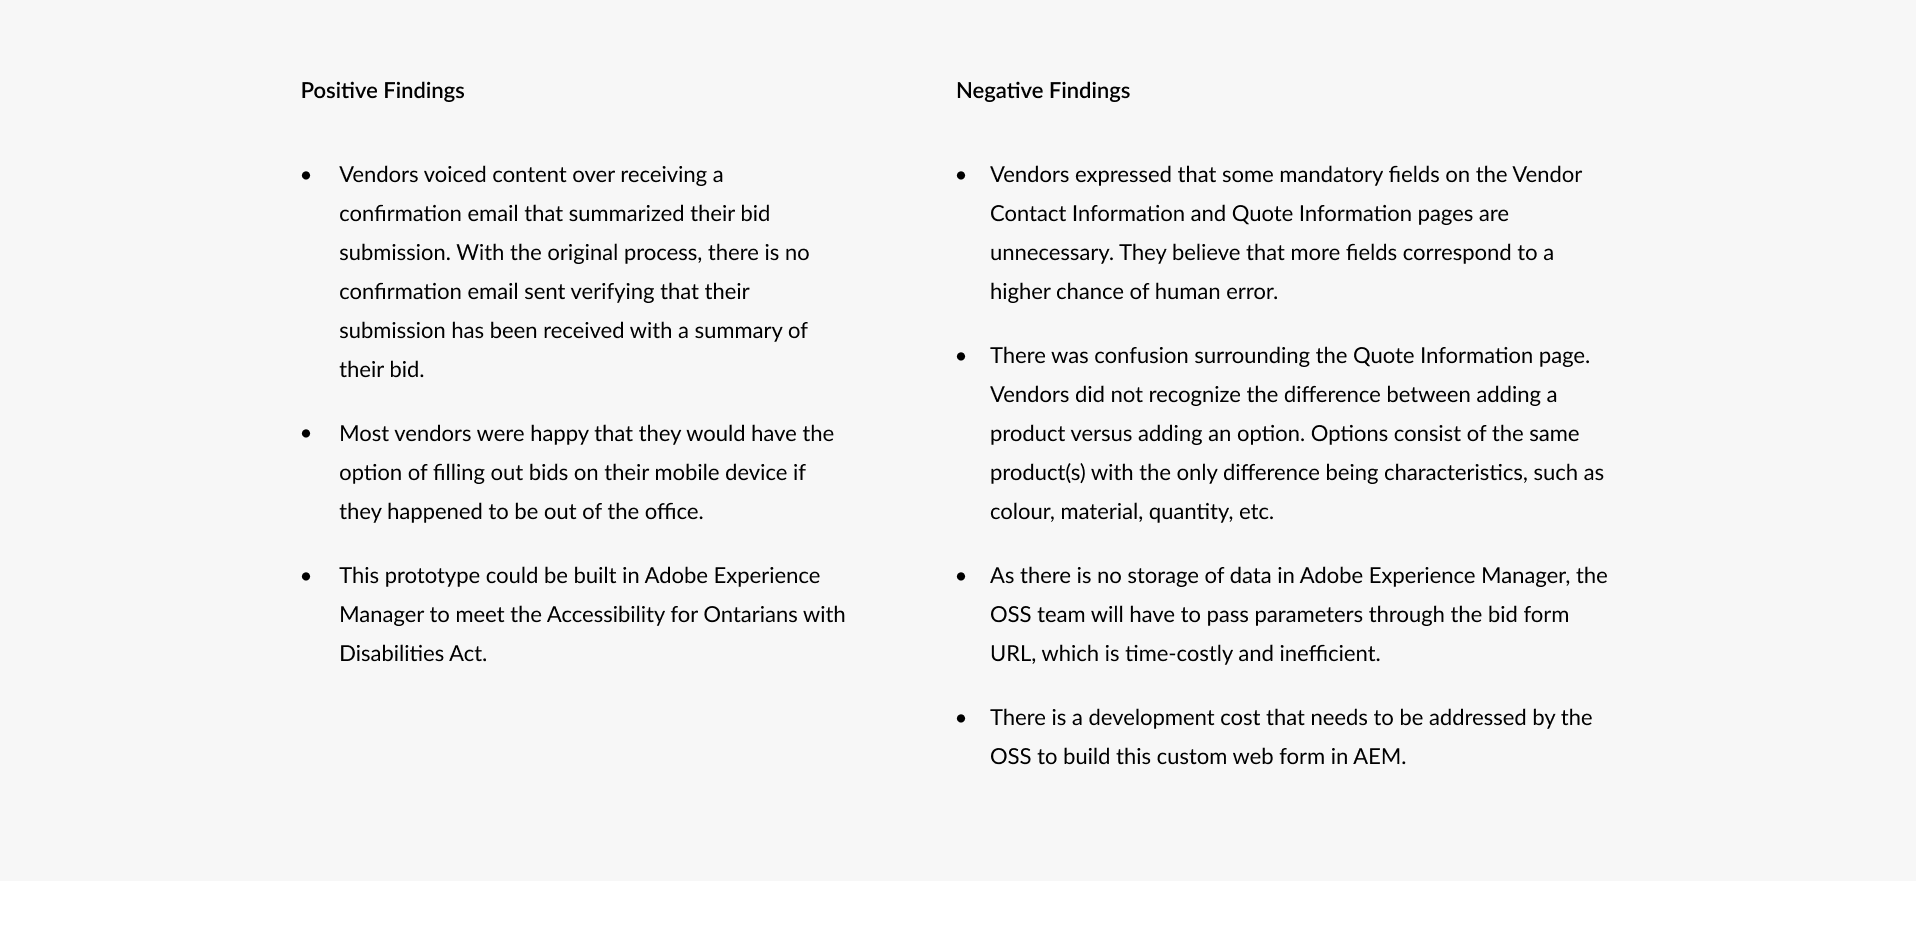 Positive Findings
• Vendors voiced content over receiving a
confirmation email that summarized their bid
submission. With the original process, there is no
confirmation email sent verifying that their
submission has been received with a summary of
their bid.
• Most vendors were happy that they would have the
option of filling out bids on their mobile device if
they happened to be out of the office.
• This prototype could be built in Adobe Experience
Manager to meet the Accessibility for Ontarians with
Disabilities Act.
Negative Findings
• Vendors expressed that some mandatory fields on the Vendor
Contact Information and Quote Information pages are
unnecessary. They believe that more fields correspond to a
higher chance of human error.
• There was confusion surrounding the Quote Information page.
Vendors did not recognize the difference between adding a
product versus adding an option. Options consist of the same
product(s) with the only difference being characteristics, such as
colour, material, quantity, etc.
• As there is no storage of data in Adobe Experience Manager, the
OSS team will have to pass parameters through the bid form
URL, which is time-costly and inefficient.
• There is a development cost that needs to be addressed by the
OSS to build this custom web form in AEM.